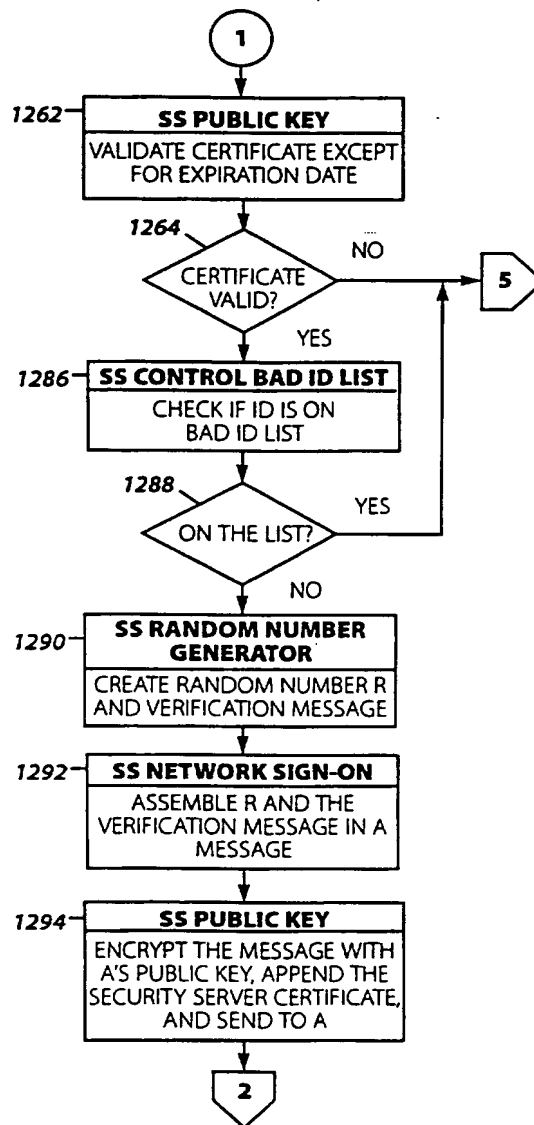 1
1262
SS PUBLIC KEY
VALIDATE CERTIFICATE EXCEPT
FOR EXPIRATION DATE
1264
CERTIFICATE
VALID?
NO
5
YES
1286
SS CONTROL BAD ID LIST
CHECK IF ID IS ON
BAD ID LIST
1288
ON THE LIST?
YES
NO
1290
SS RANDOM NUMBER
GENERATOR
CREATE RANDOM NUMBER R
AND VERIFICATION MESSAGE
1292
SS NETWORK SIGN-ON
ASSEMBLE R AND THE
VERIFICATION MESSAGE IN A
MESSAGE
1294
SS PUBLIC KEY
ENCRYPT THE MESSAGE WITH
A'S PUBLIC KEY, APPEND THE
SECURITY SERVER CERTIFICATE,
AND SEND TO A
2